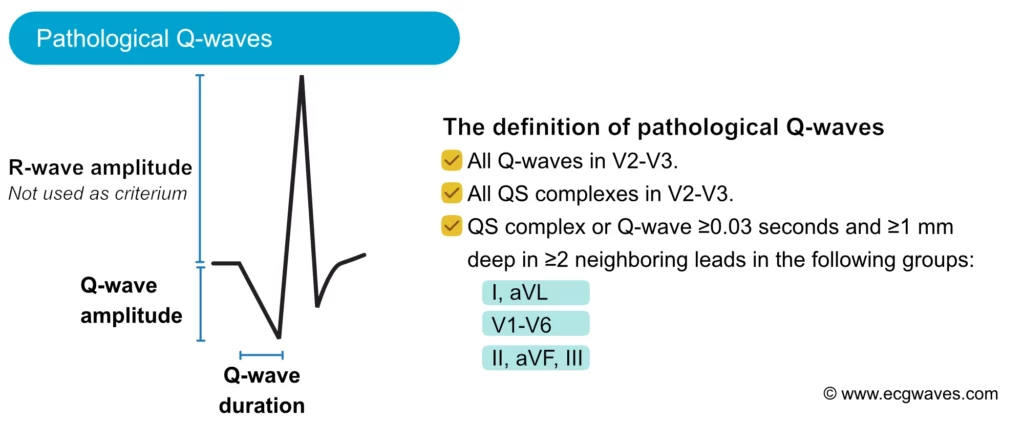 Pathological Q-waves
R-wave amplitude
Not used as criterium
Q-wave
amplitude
Q-wave
duration
The definition of pathological Q-waves
All Q-waves in V2-V3.
All QS complexes in V2-V3.
QS complex or Q-wave ≥0.03 seconds and ≥1 mm
deep in ≥2 neighboring leads in the following groups:
I, aVL
V1-V6
II, aVF, III
© www.ecgwaves.com